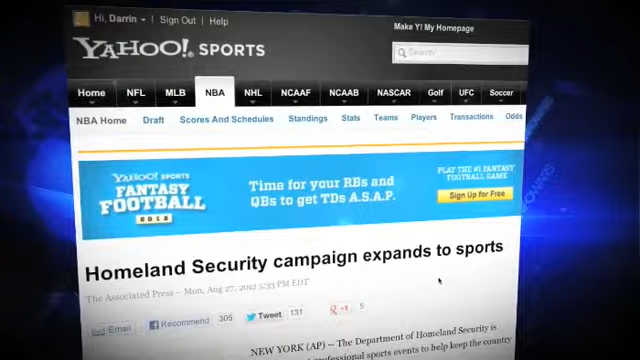 Hi, Darrin
Sign Out
Help
Make Y! My Homepage
YAHOO! SPORTS
Search
Home NFL MLB NBA NHL NCAAF NCAAB NASCAR Golf UFC Soccer
NBA Home Draft Scores And Schedules Standings Stats Teams Players Transactions Odds
YAHOO! SPORTS
FANTASY
FOOTBALL
2012
Time for your RBs and
QBs to get TDs A.S.A.P.
PLAY THE #1 FANTASY
FOOTBALL GAME
Sign Up for Free
Homeland Security campaign expands to sports
The Associated Press – Mon, Aug 27, 2012 5:33 PM EDT
Email Recommend 305 Tweet 131 +1 5
NEW YORK (AP) -- The Department of Homeland Security is
professional sports events to help keep the country